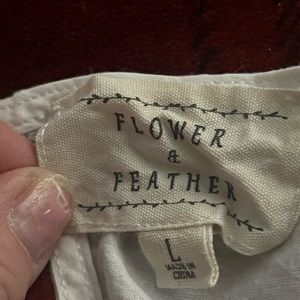 FLOWER
&
FEATHER
L
MADE IN
CHINA